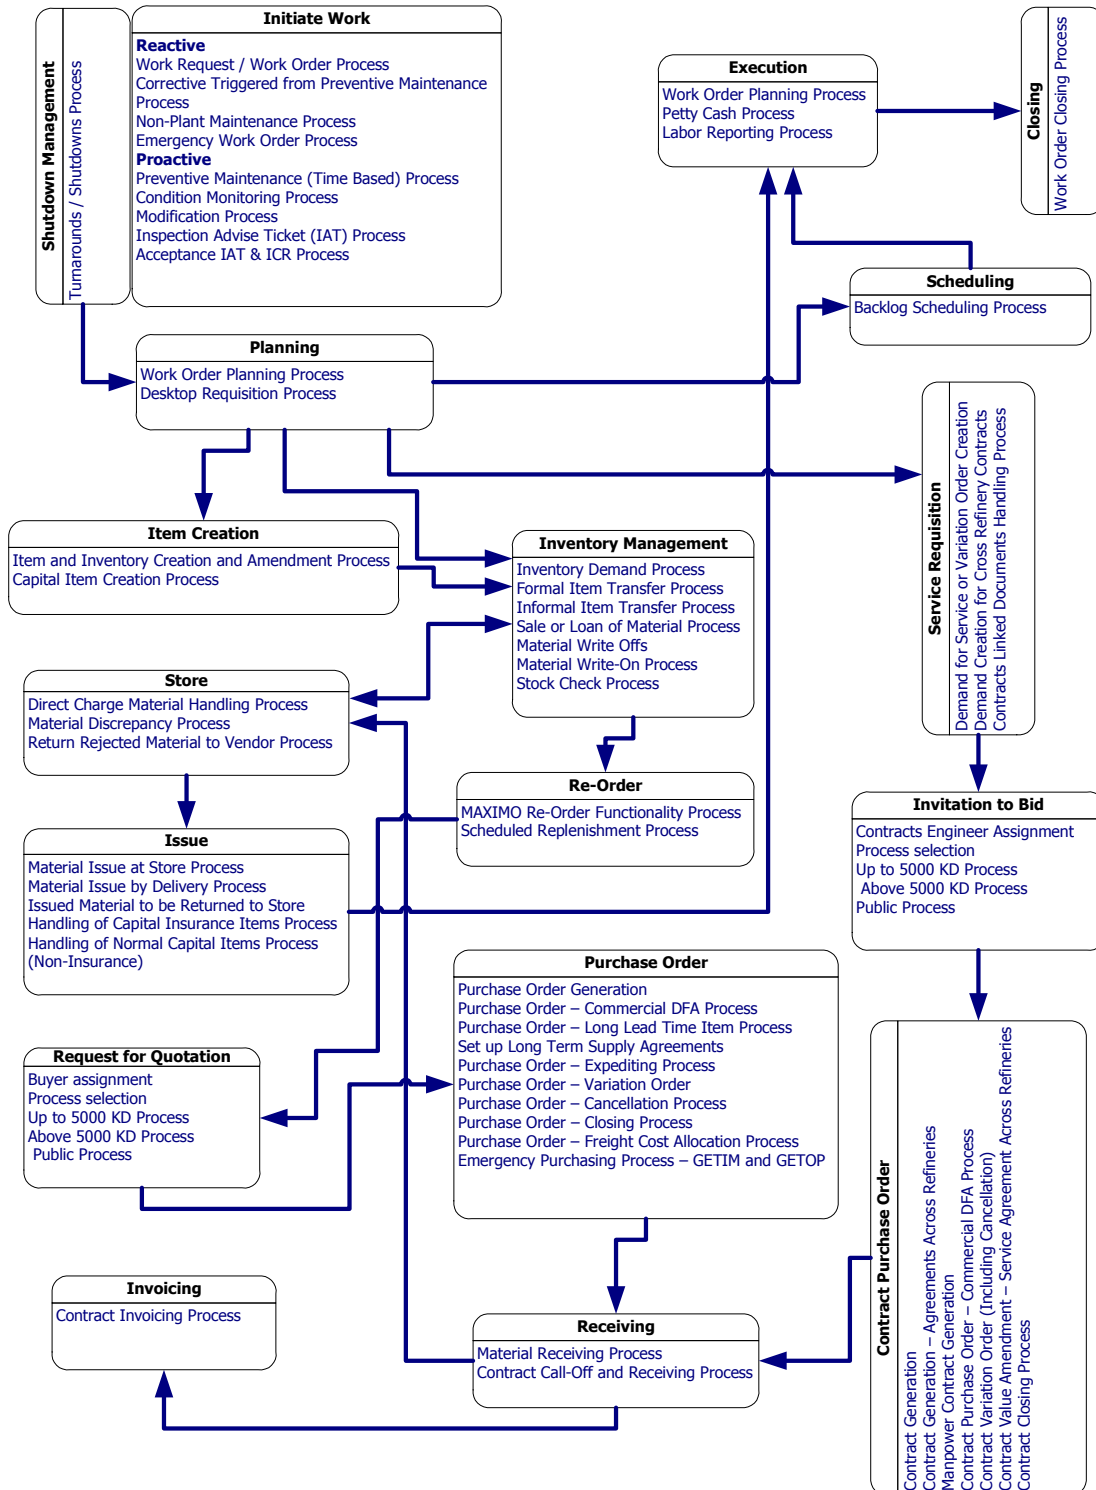 Shutdown Management
Turnarounds / Shutdowns Process
Initiate Work
Reactive
Work Request / Work Order Process
Corrective Triggered from Preventive Maintenance
Process
Non-Plant Maintenance Process
Emergency Work Order Process
Proactive
Preventive Maintenance (Time Based) Process
Condition Monitoring Process
Modification Process
Inspection Advise Ticket (IAT) Process
Acceptance IAT & ICR Process
Execution
Work Order Planning Process
Petty Cash Process
Labor Reporting Process
Closing
Work Order Closing Process
Scheduling
Backlog Scheduling Process
Planning
Work Order Planning Process
Desktop Requisition Process
Item Creation
Item and Inventory Creation and Amendment Process
Capital Item Creation Process
Inventory Management
Inventory Demand Process
Formal Item Transfer Process
Informal Item Transfer Process
Sale or Loan of Material Process
Material Write Offs
Material Write-On Process
Stock Check Process
Service Requisition
Demand for Service or Variation Order Creation
Demand Creation for Cross Refinery Contracts
Contracts Linked Documents Handling Process
Store
Direct Charge Material Handling Process
Material Discrepancy Process
Return Rejected Material to Vendor Process
Re-Order
MAXIMO Re-Order Functionality Process
Scheduled Replenishment Process
Invitation to Bid
Contracts Engineer Assignment
Process selection
Up to 5000 KD Process
Above 5000 KD Process
Public Process
Issue
Material Issue at Store Process
Material Issue by Delivery Process
Issued Material to be Returned to Store
Handling of Capital Insurance Items Process
Handling of Normal Capital Items Process
(Non-Insurance)
Purchase Order
Purchase Order Generation
Purchase Order – Commercial DFA Process
Purchase Order – Long Lead Time Item Process
Set up Long Term Supply Agreements
Purchase Order – Expediting Process
Purchase Order – Variation Order
Purchase Order – Cancellation Process
Purchase Order – Closing Process
Purchase Order – Freight Cost Allocation Process
Emergency Purchasing Process – GETIM and GETOP
Request for Quotation
Buyer assignment
Process selection
Up to 5000 KD Process
Above 5000 KD Process
Public Process
Contract Purchase Order
Contract Generation
Contract Generation – Agreements Across Refineries
Manpower Contract Generation
Contract Purchase Order – Commercial DFA Process
Contract Variation Order (Including Cancellation)
Contract Value Amendment – Service Agreement Across Refineries
Contract Closing Process
Invoicing
Contract Invoicing Process
Receiving
Material Receiving Process
Contract Call-Off and Receiving Process